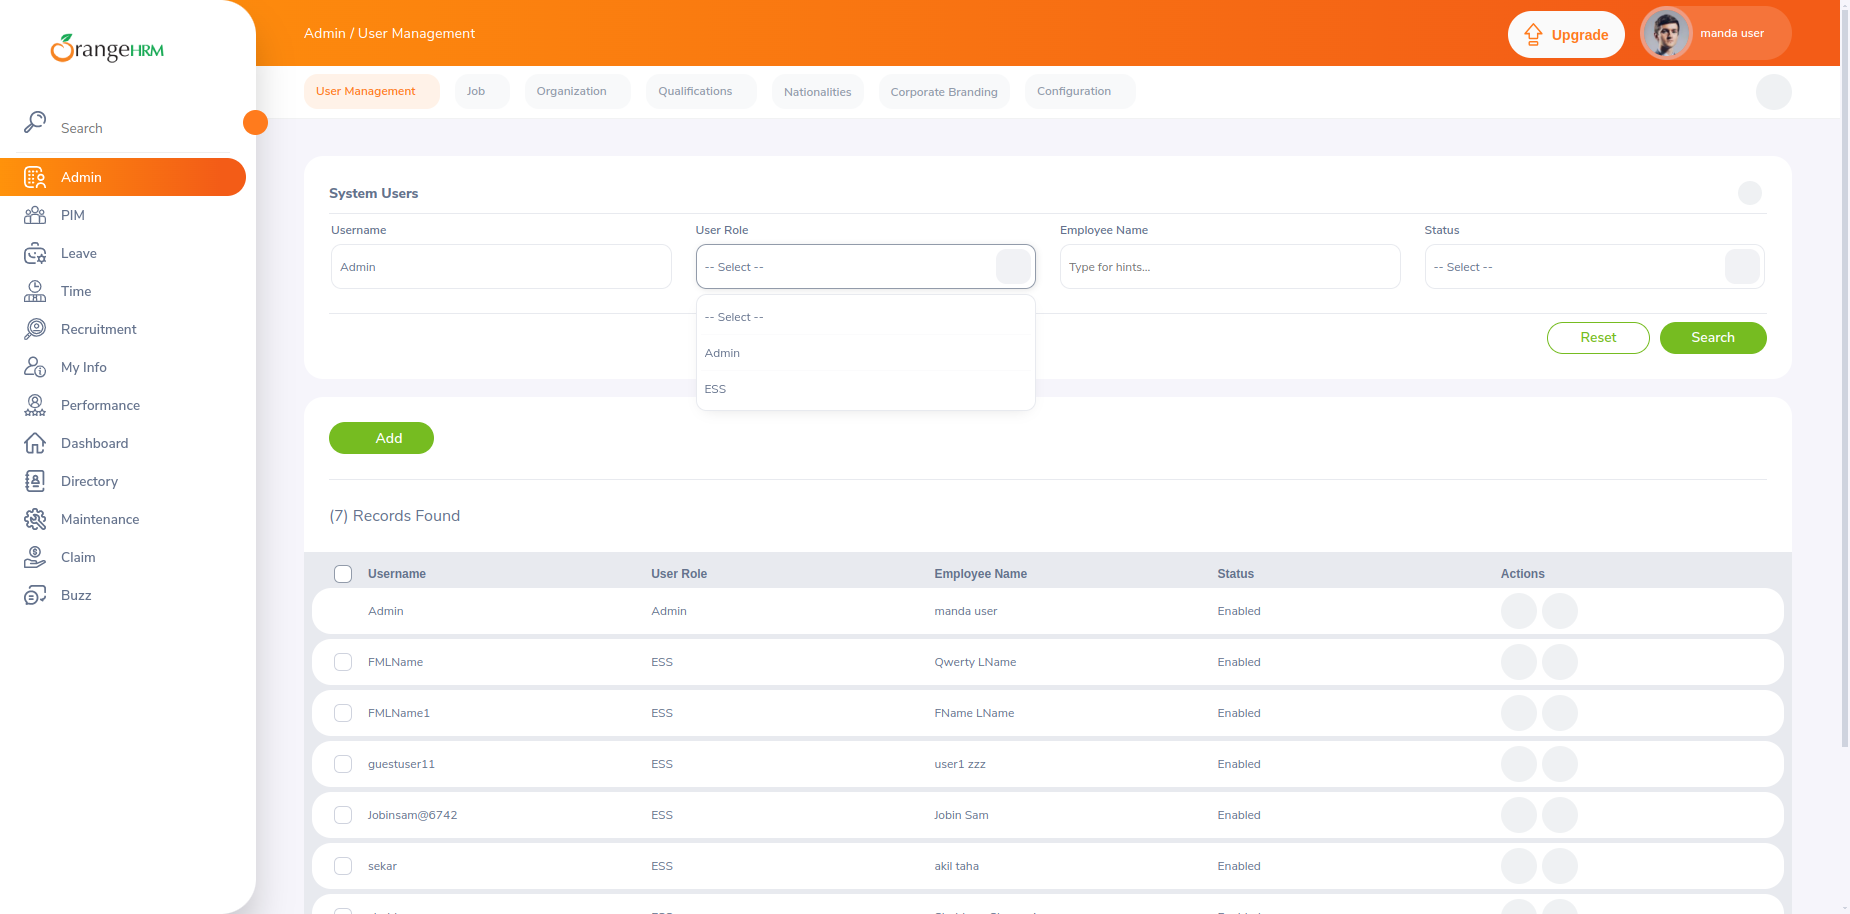 OrangeHRM
Admin / User Management
Upgrade
manda user
User Management
Job
Organization
Qualifications
Nationalities
Corporate Branding
Configuration
Search
Admin
PIM
Leave
Time
Recruitment
My Info
Performance
Dashboard
Directory
Maintenance
Claim
Buzz
System Users
Username
User Role
Employee Name
Status
Admin
-- Select --
Type for hints...
-- Select --
-- Select --
Admin
ESS
Reset
Search
Add
(7) Records Found
Username User Role Employee Name Status Actions
Admin Admin manda user Enabled
FMLName ESS Qwerty LName Enabled
FMLName1 ESS FName LName Enabled
guestuser11 ESS user1 zzz Enabled
Jobinsam@6742 ESS Jobin Sam Enabled
sekar ESS akil taha Enabled